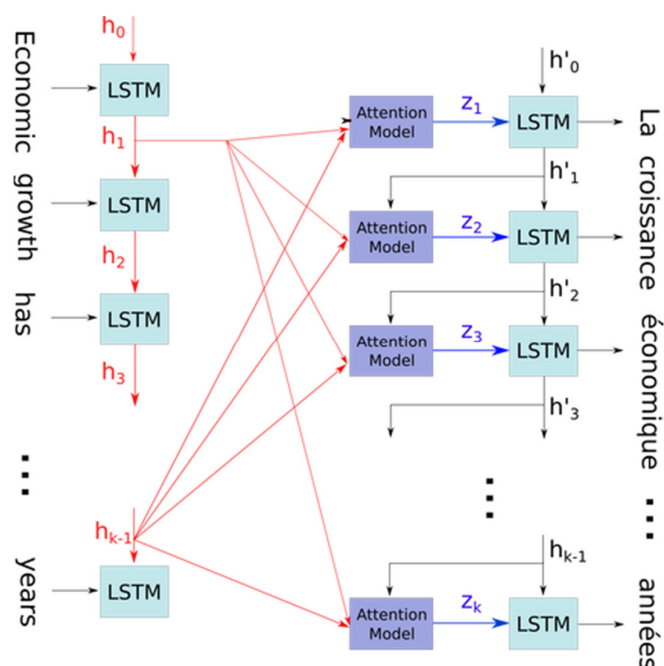 Economic growth has ... years
h0
LSTM
h1
LSTM
h2
LSTM
h3
hk-1
LSTM
h'0
Attention
Model
z1
LSTM
h'1
Attention
Model
z2
LSTM
h'2
Attention
Model
z3
LSTM
h'3
...
hk-1
Attention
Model
zk
LSTM
La croissance économique ... années